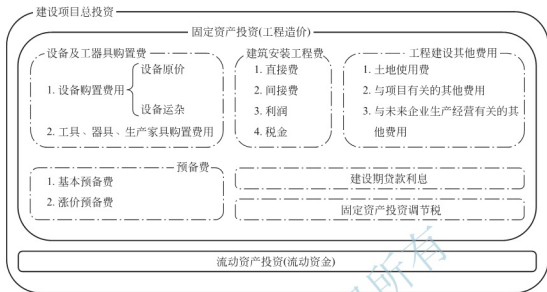 建设项目总投资
固定资产投资(工程造价)
设备及工器具购置费
设备原价
1. 设备购置费用
设备运杂
2. 工具、器具、生产家具购置费用
建筑安装工程费
1. 直接费
2. 间接费
3. 利润
4. 税金
工程建设其他费用
1. 土地使用费
2. 与项目有关的其他费用
3. 与未来企业生产经营有关的其
他费用
预备费
1. 基本预备费
2. 涨价预备费
建设期贷款利息
固定资产投资调节税
流动资产投资(流动资金)
所有